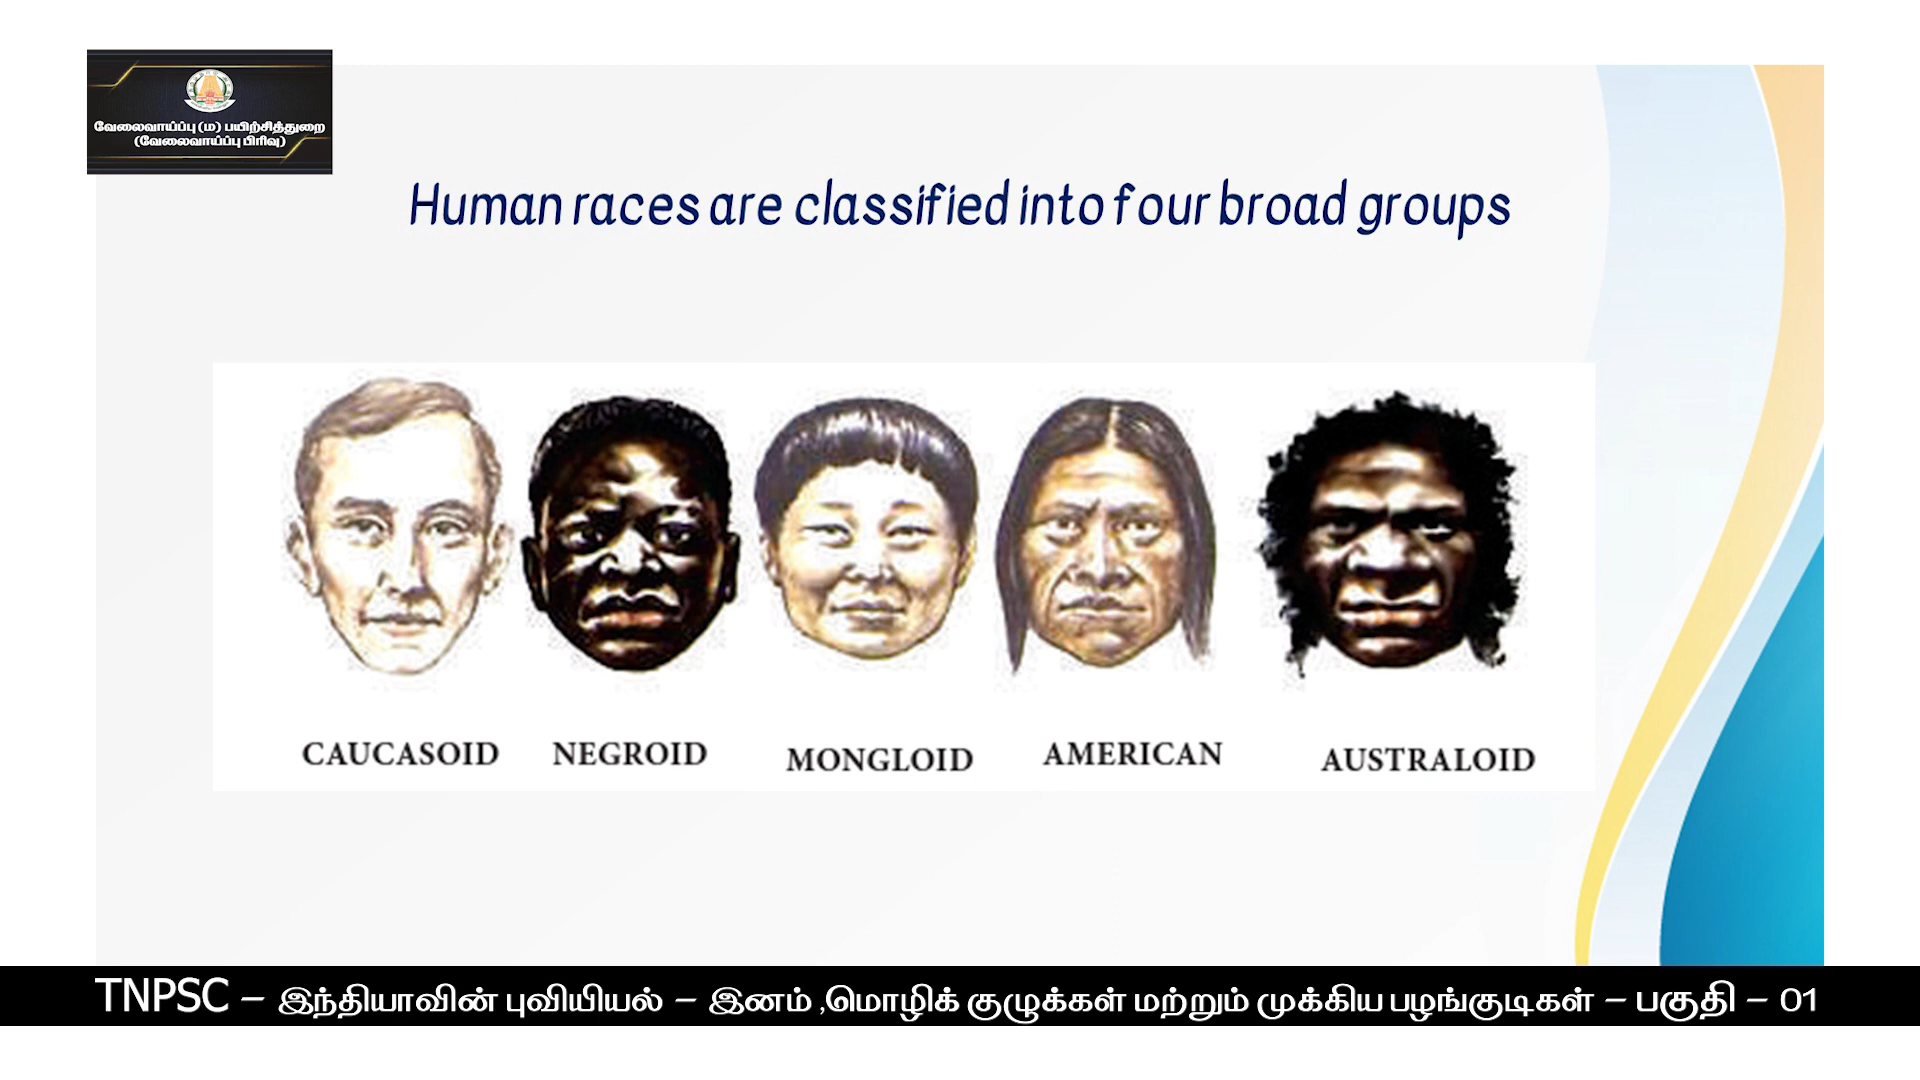 வேலைவாய்ப்பு (ம) பயிற்சித்துறை
(வேலைவாய்ப்பு பிரிவு)
Human races are classified into four broad groups
CAUCASOID NEGROID MONGLOID AMERICAN AUSTRALOID
TNPSC – இந்தியாவின் புவியியல் – இனம் ,மொழிக் குழுக்கள் மற்றும் முக்கிய பழங்குடிகள் – பகுதி – 01